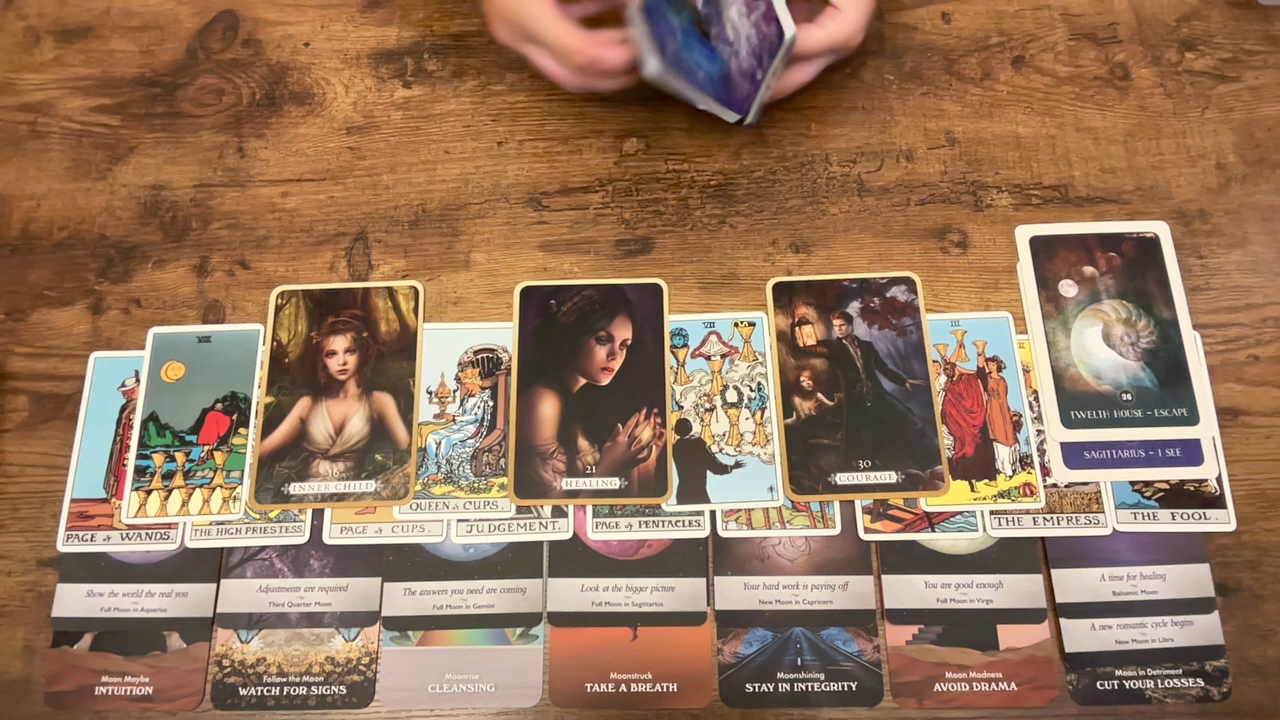 VIII
16
INNER CHILD
21
HEALING
VII
30
COURAGE
III
36
TWELTH HOUSE - ESCAPE
SAGITTARIUS - I SEE
PAGE of WANDS.
THE HIGH PRIESTESS
PAGE of CUPS.
QUEEN of CUPS.
JUDGEMENT.
PAGE of PENTACLES.
THE EMPRESS.
THE FOOL.
Show the world the real you
Full Moon in Aquarius
Adjustments are required
Third Quarter Moon
The answers you need are coming
Full Moon in Gemini
Look at the bigger picture
Full Moon in Sagittarius
Your hard work is paying off
New Moon in Capricorn
You are good enough
Full Moon in Virgo
A time for healing
Balsamic Moon
A new romantic cycle begins
New Moon in Libra
Moon Maybe
INTUITION
Follow the Moon
WATCH FOR SIGNS
Moonrise
CLEANSING
Moonstruck
TAKE A BREATH
Moonshining
STAY IN INTEGRITY
Moon Madness
AVOID DRAMA
Moon in Detriment
CUT YOUR LOSSES